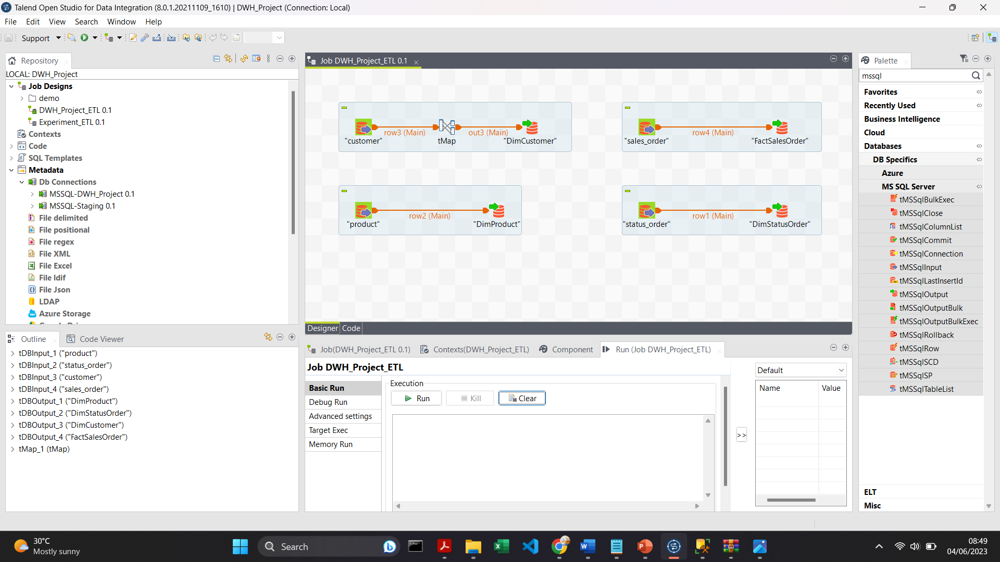 Talend Open Studio for Data Integration (8.0.1.20211109_1610) | DWH_Project (Connection: Local)
File Edit View Search Window Help
Support
Repository
LOCAL: DWH_Project
Job Designs
demo
DWH_Project_ETL 0.1
Experiment_ETL 0.1
Contexts
Code
SQL Templates
Metadata
Db Connections
MSSQL-DWH_Project 0.1
MSSQL-Staging 0.1
File delimited
File positional
File regex
File XML
File Excel
File ldif
File Json
LDAP
Azure Storage
Outline
Code Viewer
tDBInput_1 ("product")
tDBInput_2 ("status_order")
tDBInput_3 ("customer")
tDBInput_4 ("sales_order")
tDBOutput_1 ("DimProduct")
tDBOutput_2 ("DimStatusOrder")
tDBOutput_3 ("DimCustomer")
tDBOutput_4 ("FactSalesOrder")
tMap_1 (tMap)
Job DWH_Project_ETL 0.1
row3 (Main) out3 (Main)
"customer" tMap "DimCustomer"
row4 (Main)
"sales_order" "FactSalesOrder"
row2 (Main)
"product" "DimProduct"
row1 (Main)
"status_order" "DimStatusOrder"
Designer Code
Job(DWH_Project_ETL 0.1) Contexts(DWH_Project_ETL) Component Run (Job DWH_Project_ETL)
Job DWH_Project_ETL
Basic Run
Debug Run
Advanced settings
Target Exec
Memory Run
Execution
Run Kill Clear
>>
Default
Name Value
Palette
mssql
Favorites
Recently Used
Business Intelligence
Cloud
Databases
DB Specifics
Azure
MS SQL Server
tMSSqlBulkExec
tMSSqlClose
tMSSqlColumnList
tMSSqlCommit
tMSSqlConnection
tMSSqlInput
tMSSqlLastInsertId
tMSSqlOutput
tMSSqlOutputBulk
tMSSqlOutputBulkExec
tMSSqlRollback
tMSSqlRow
tMSSqlSCD
tMSSqlSP
tMSSqlTableList
ELT
Misc
30°C
Mostly sunny
Search
08:49
04/06/2023